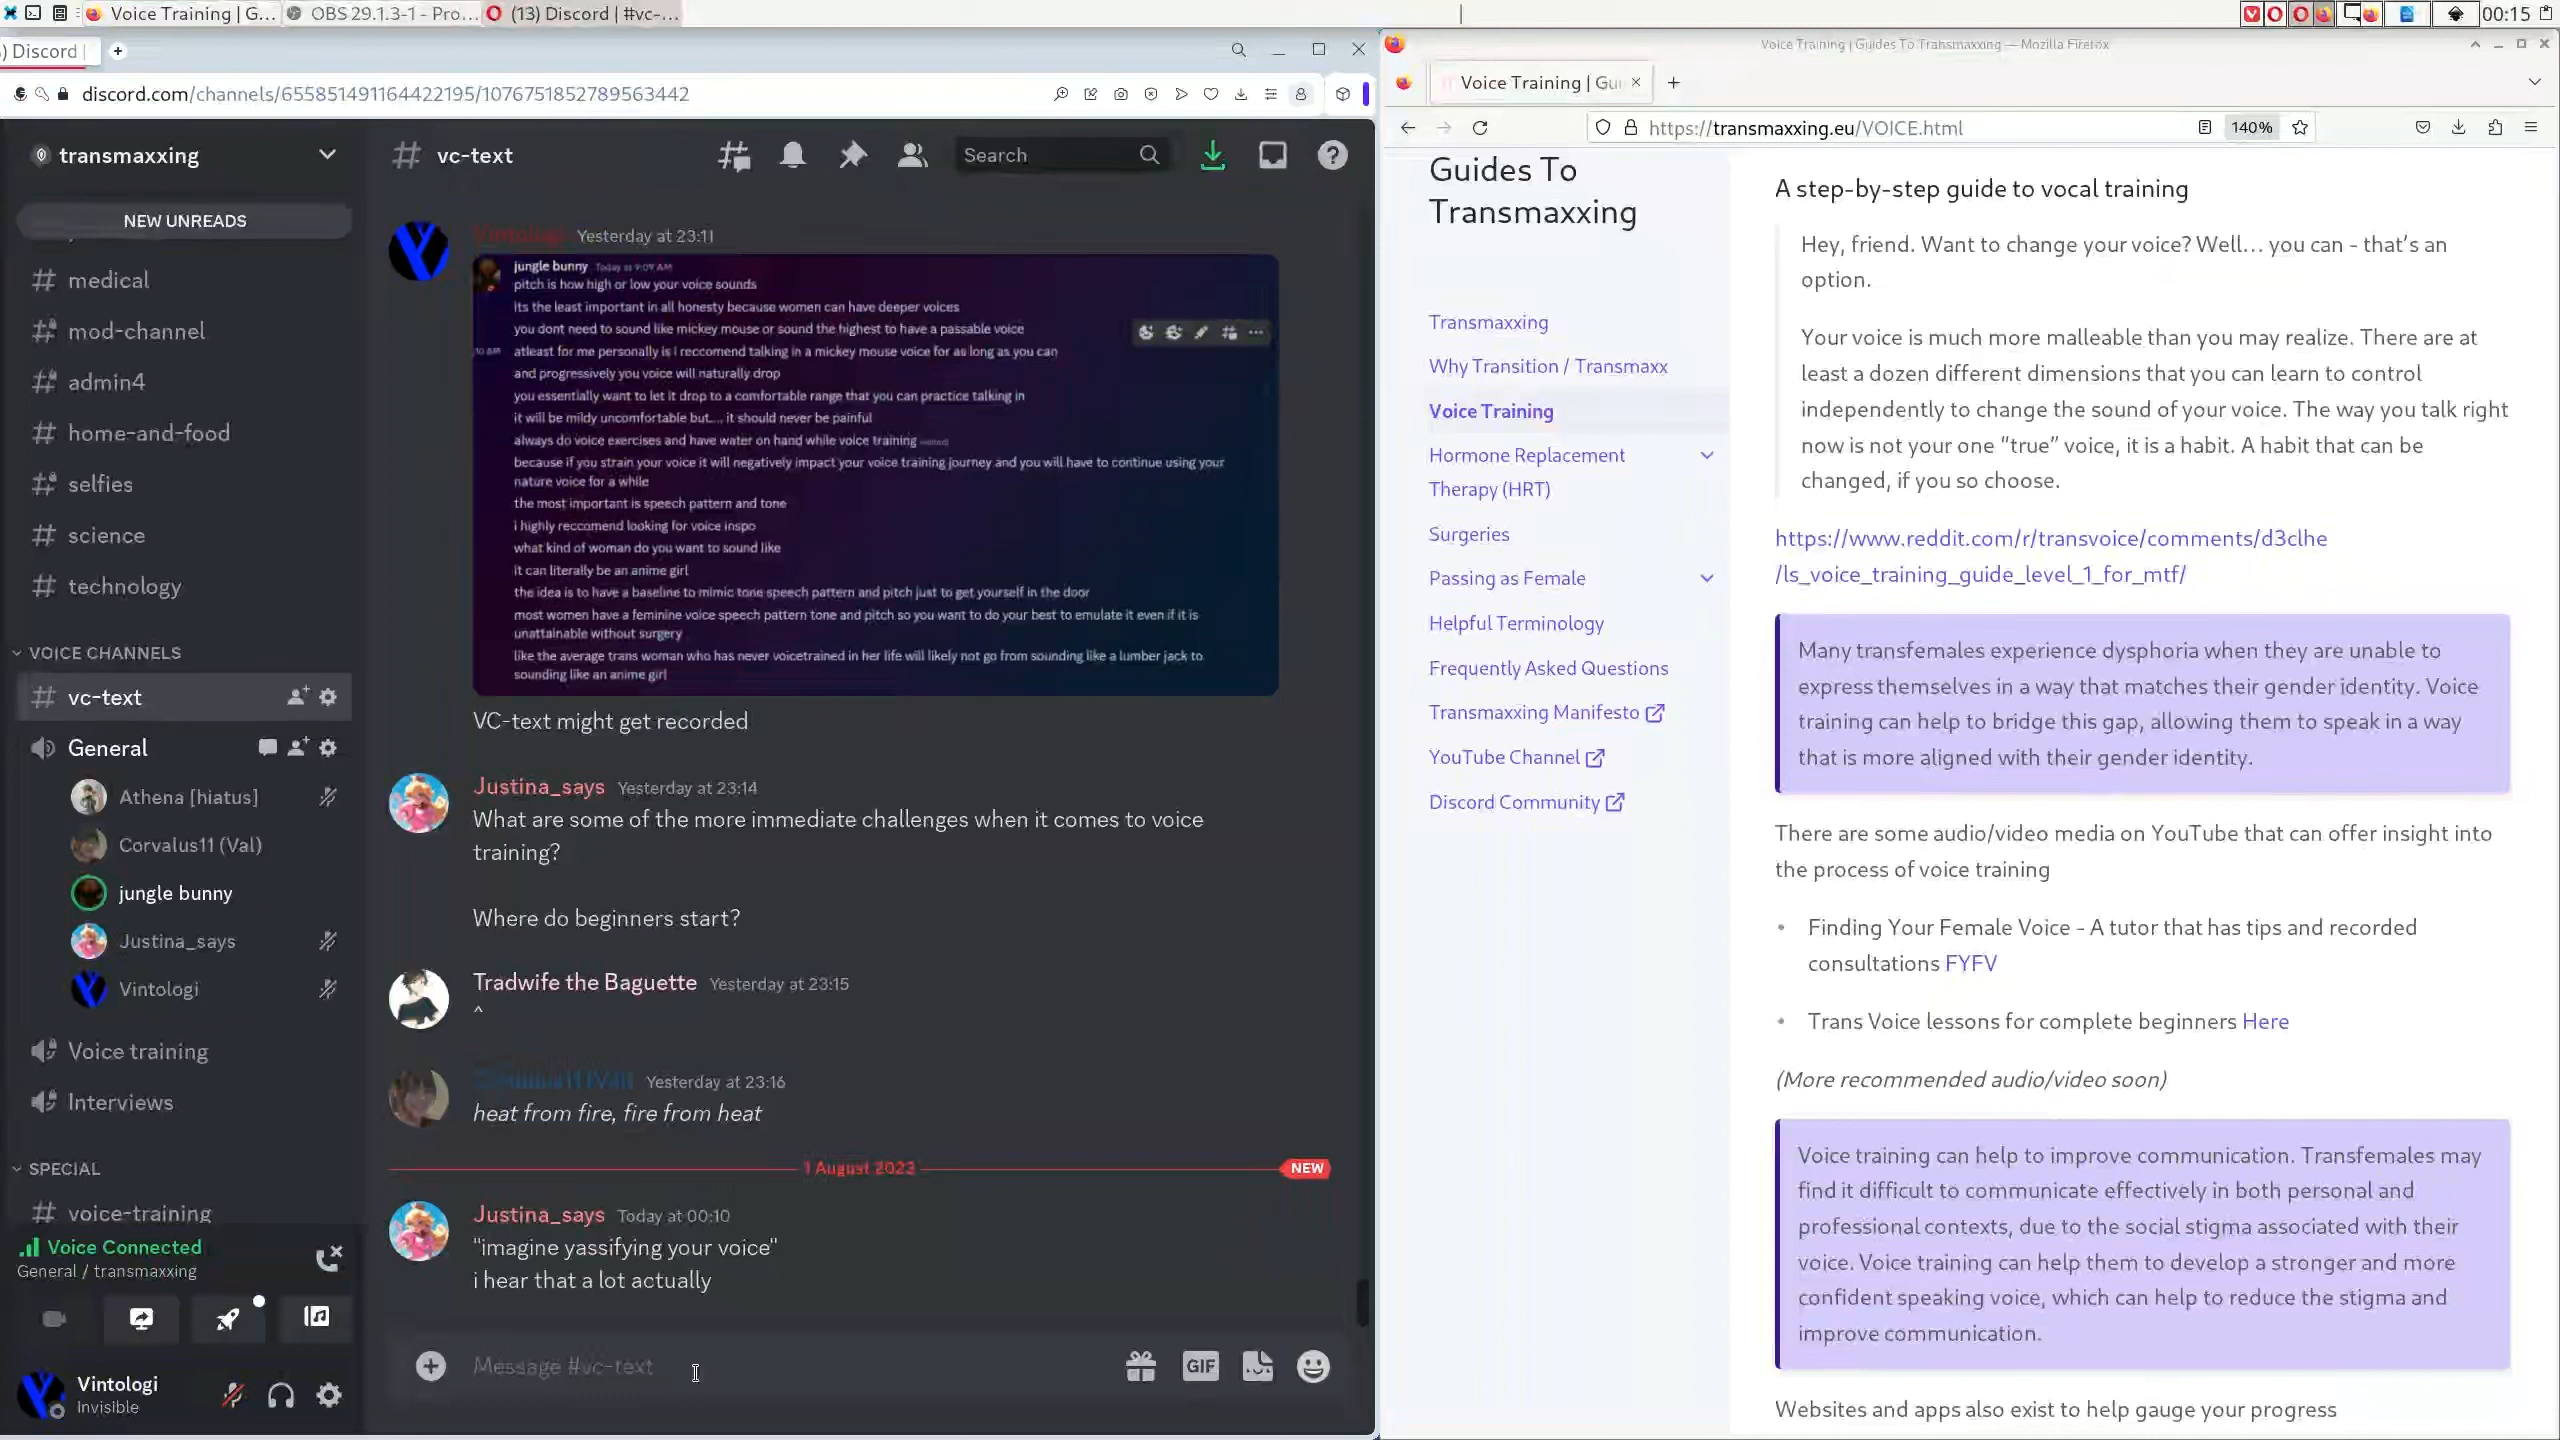 Voice Training | G...
OBS 29.1.3-1 - Pro...
(13) Discord | #vc-...
00:15
) Discord |
discord.com/channels/655851491164422195/1076751852789563442
transmaxxing
NEW UNREADS
medical
mod-channel
admin4
home-and-food
selfies
science
technology
VOICE CHANNELS
vc-text
General
Athena [hiatus]
Corvalus11 (Val)
jungle bunny
Justina_says
Vintologi
Voice training
Interviews
SPECIAL
voice-training
Voice Connected
General / transmaxxing
Vintologi
Invisible
vc-text
Search
Vintologi Yesterday at 23:11
jungle bunny Today at 9:09 AM
pitch is how high or low your voice sounds
its the least important in all honesty because women can have deeper voices
you dont need to sound like mickey mouse or sound the highest to have a passable voice
atleast for me personally is i reccomend talking in a mickey mouse voice for as long as you can
and progressively you voice will naturally drop
you essentially want to let it drop to a comfortable range that you can practice talking in
it will be mildy uncomfortable but.... it should never be painful
always do voice exercises and have water on hand while voice training (edited)
because if you strain your voice it will negatively impact your voice training journey and you will have to continue using your
nature voice for a while
the most important is speech pattern and tone
i highly reccomend looking for voice inspo
what kind of woman do you want to sound like
it can literally be an anime girl
the idea is to have a baseline to mimic tone speech pattern and pitch just to get yourself in the door
most women have a feminine voice speech pattern tone and pitch so you want to do your best to emulate it even if it is
unattainable without surgery
like the average trans woman who has never voicetrained in her life will likely not go from sounding like a lumber jack to
sounding like an anime girl
VC-text might get recorded
Justina_says Yesterday at 23:14
What are some of the more immediate challenges when it comes to voice
training?
Where do beginners start?
Tradwife the Baguette Yesterday at 23:15
^
Corvalus11 (Val) Yesterday at 23:16
heat from fire, fire from heat
1 August 2023
NEW
Justina_says Today at 00:10
"imagine yassifying your voice"
i hear that a lot actually
Message #vc-text
GIF
Voice Training | Guides To Transmaxxing — Mozilla Firefox
Voice Training | Gui
https://transmaxxing.eu/VOICE.html
140%
Guides To
Transmaxxing
Transmaxxing
Why Transition / Transmaxx
Voice Training
Hormone Replacement
Therapy (HRT)
Surgeries
Passing as Female
Helpful Terminology
Frequently Asked Questions
Transmaxxing Manifesto
YouTube Channel
Discord Community
A step-by-step guide to vocal training
Hey, friend. Want to change your voice? Well... you can - that's an
option.
Your voice is much more malleable than you may realize. There are at
least a dozen different dimensions that you can learn to control
independently to change the sound of your voice. The way you talk right
now is not your one "true" voice, it is a habit. A habit that can be
changed, if you so choose.
https://www.reddit.com/r/transvoice/comments/d3clhe
/ls_voice_training_guide_level_1_for_mtf/
Many transfemales experience dysphoria when they are unable to
express themselves in a way that matches their gender identity. Voice
training can help to bridge this gap, allowing them to speak in a way
that is more aligned with their gender identity.
There are some audio/video media on YouTube that can offer insight into
the process of voice training
• Finding Your Female Voice - A tutor that has tips and recorded
consultations FYFV
• Trans Voice lessons for complete beginners Here
(More recommended audio/video soon)
Voice training can help to improve communication. Transfemales may
find it difficult to communicate effectively in both personal and
professional contexts, due to the social stigma associated with their
voice. Voice training can help them to develop a stronger and more
confident speaking voice, which can help to reduce the stigma and
improve communication.
Websites and apps also exist to help gauge your progress